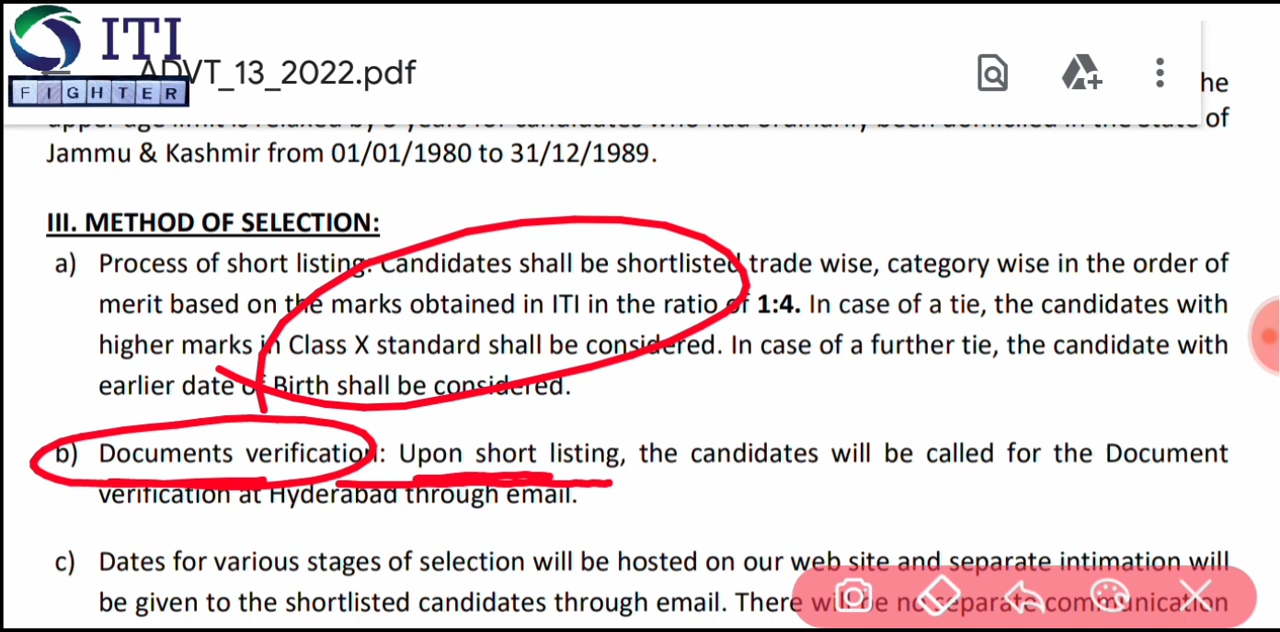 ITI
FIGHTER
ADVT_13_2022.pdf
he
of
Jammu & Kashmir from 01/01/1980 to 31/12/1989.
III. METHOD OF SELECTION:
a) Process of short listing: Candidates shall be shortlisted trade wise, category wise in the order of
merit based on the marks obtained in ITI in the ratio of 1:4. In case of a tie, the candidates with
higher marks in Class X standard shall be considered. In case of a further tie, the candidate with
earlier date of Birth shall be considered.
b) Documents verification: Upon short listing, the candidates will be called for the Document
verification at Hyderabad through email.
c) Dates for various stages of selection will be hosted on our web site and separate intimation will
be given to the shortlisted candidates through email. There will be no separate communication